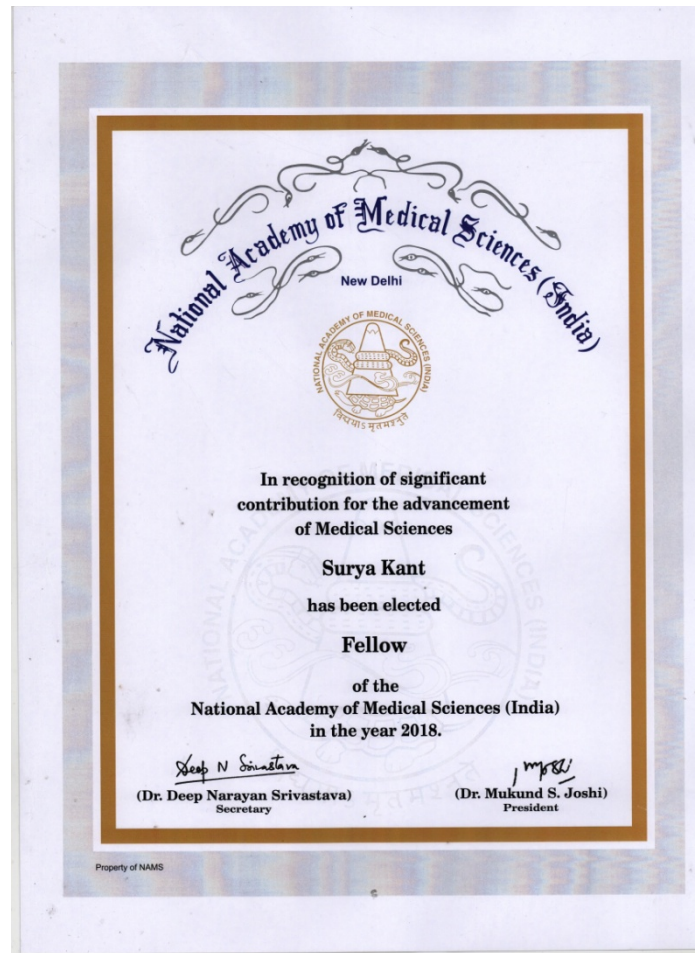 National Academy of Medical Sciences (India)
New Delhi
NATIONAL ACADEMY OF MEDICAL SCIENCES (INDIA)
विद्ययाऽमृतमश्नुते
In recognition of significant
contribution for the advancement
of Medical Sciences
Surya Kant
has been elected
Fellow
of the
National Academy of Medical Sciences (India)
in the year 2018.
Deep N Srivastava
(Dr. Deep Narayan Srivastava)
Secretary
(Dr. Mukund S. Joshi)
President
Property of NAMS